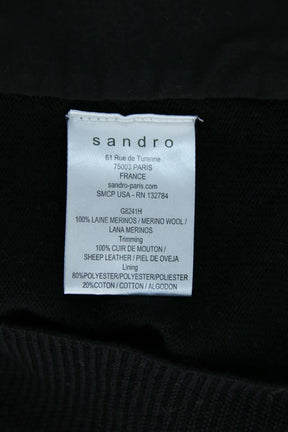 sandro
61 Rue de Turenne
75003 PARIS
FRANCE
sandro-paris.com
SMCP USA - RN 132784
G8241H
100% LAINE MERINOS / MERINO WOOL /
LANA MERINOS
Trimming
100% CUIR DE MOUTON /
SHEEP LEATHER / PIEL DE OVEJA
Lining
80%POLYESTER/POLYESTER/POLIESTER
20%COTON / COTTON / ALGODON